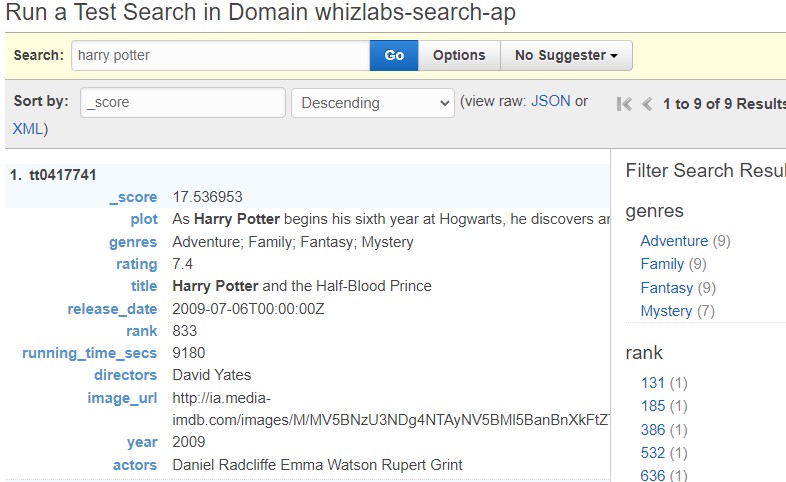 Run a Test Search in Domain whizlabs-search-ap
Search: harry potter Go Options No Suggester
Sort by: _score Descending (view raw: JSON or XML) 1 to 9 of 9 Results
1. tt0417741
_score 17.536953
plot As Harry Potter begins his sixth year at Hogwarts, he discovers
genres Adventure; Family; Fantasy; Mystery
rating 7.4
title Harry Potter and the Half-Blood Prince
release_date 2009-07-06T00:00:00Z
rank 833
running_time_secs 9180
directors David Yates
image_url http://ia.media-
imdb.com/images/M/MV5BNzU3NDg4NTAyNV5BMl5BanBnXkFtZ
year 2009
actors Daniel Radcliffe Emma Watson Rupert Grint
Filter Search Resul
genres
Adventure (9)
Family (9)
Fantasy (9)
Mystery (7)
rank
131 (1)
185 (1)
386 (1)
532 (1)
636 (1)